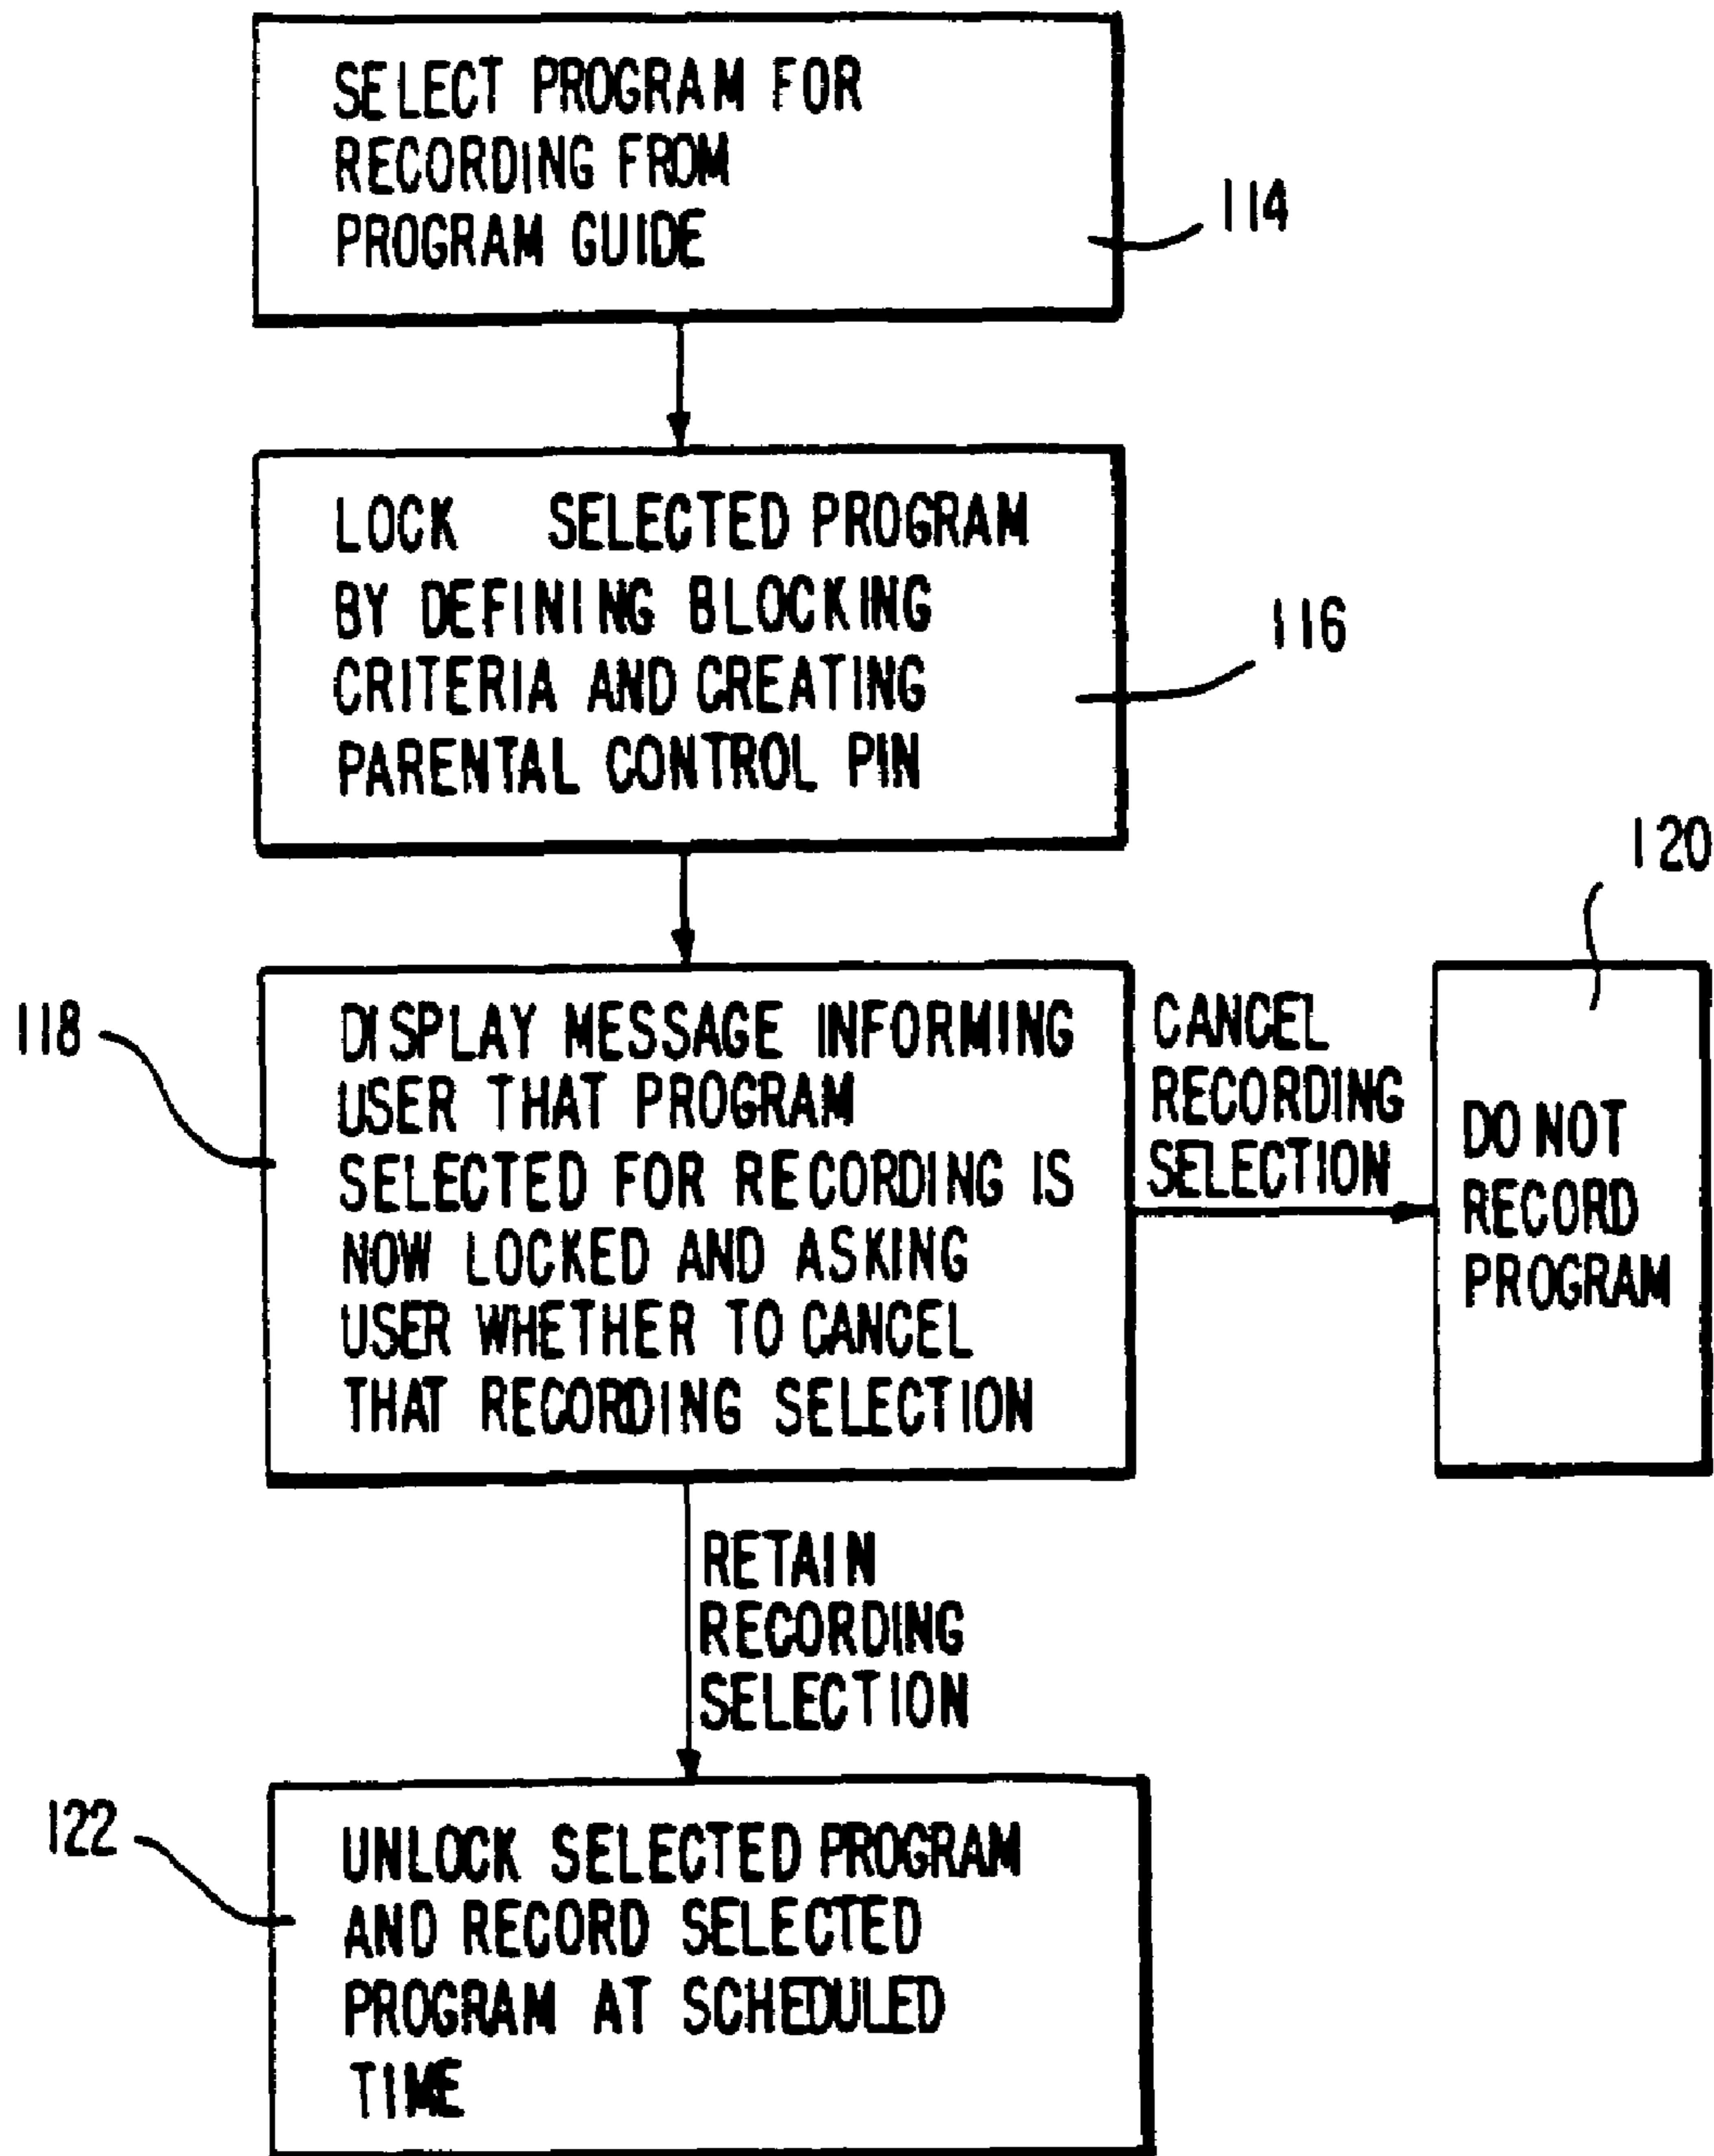 SELECT PROGRAM FOR
RECORDING FROM
PROGRAM GUIDE
114
LOCK SELECTED PROGRAM
BY DEFINING BLOCKING
CRITERIA AND CREATING
PARENTAL CONTROL PIN
116
118
DISPLAY MESSAGE INFORMING
USER THAT PROGRAM
SELECTED FOR RECORDING IS
NOW LOCKED AND ASKING
USER WHETHER TO CANCEL
THAT RECORDING SELECTION
CANCEL
RECORDING
SELECTION
120
DO NOT
RECORD
PROGRAM
RETAIN
RECORDING
SELECTION
122
UNLOCK SELECTED PROGRAM
AND RECORD SELECTED
PROGRAM AT SCHEDULED
TIME